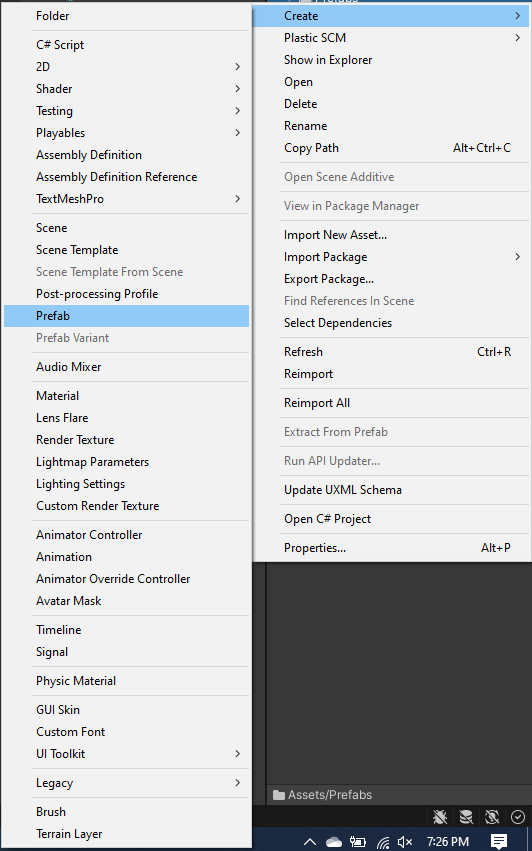 Folder
C# Script
2D
Shader
Testing
Playables
Assembly Definition
Assembly Definition Reference
TextMeshPro
Scene
Scene Template
Scene Template From Scene
Post-processing Profile
Prefab
Prefab Variant
Audio Mixer
Material
Lens Flare
Render Texture
Lightmap Parameters
Lighting Settings
Custom Render Texture
Animator Controller
Animation
Animator Override Controller
Avatar Mask
Timeline
Signal
Physic Material
GUI Skin
Custom Font
UI Toolkit
Legacy
Brush
Terrain Layer
Create
Plastic SCM
Show in Explorer
Open
Delete
Rename
Copy Path Alt+Ctrl+C
Open Scene Additive
View in Package Manager
Import New Asset...
Import Package
Export Package...
Find References In Scene
Select Dependencies
Refresh Ctrl+R
Reimport
Reimport All
Extract From Prefab
Run API Updater...
Update UXML Schema
Open C# Project
Properties... Alt+P
Assets/Prefabs
7:26 PM